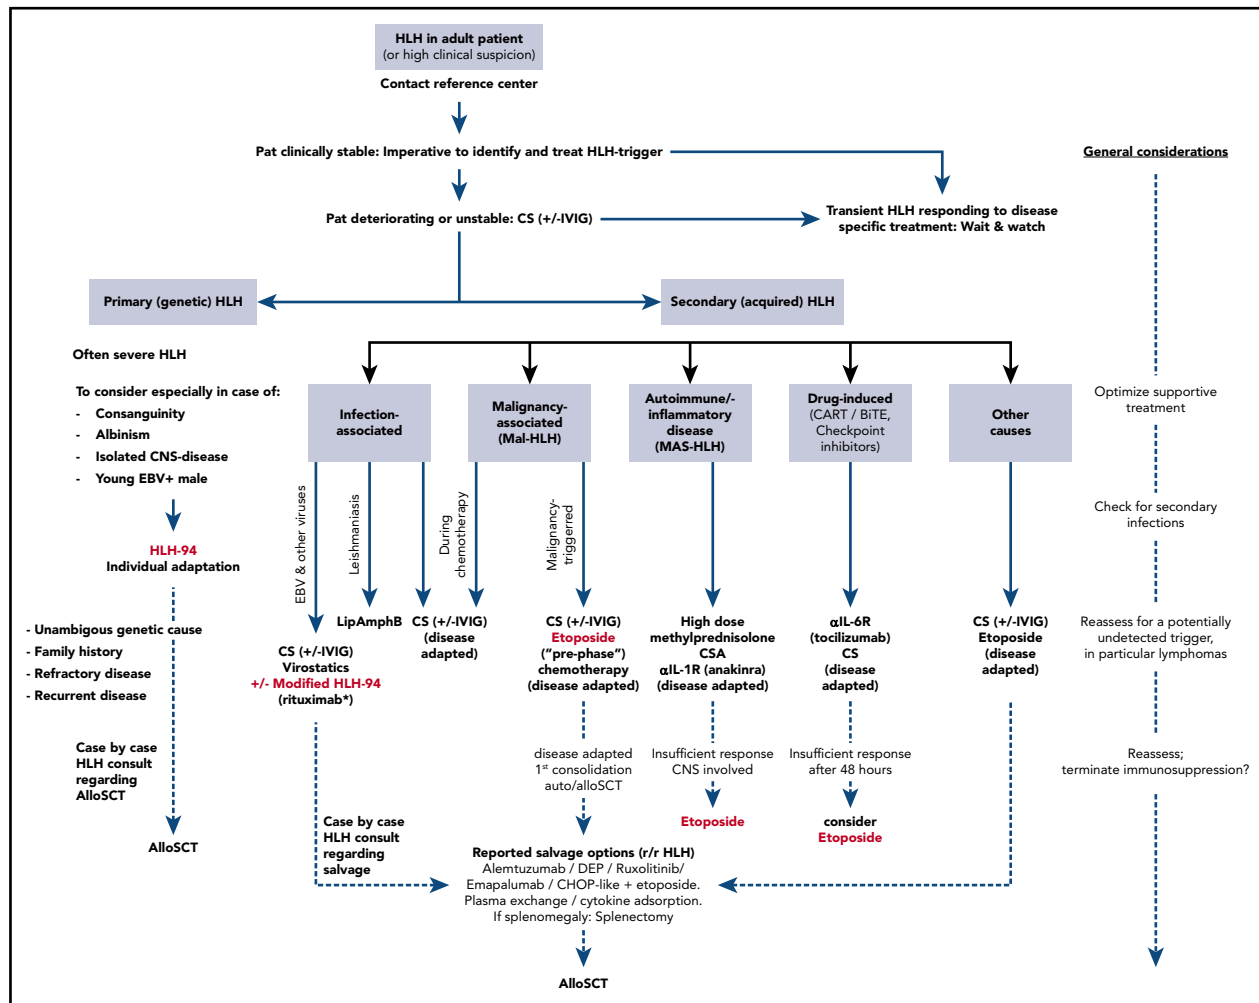 HLH in adult patient
(or high clinical suspicion)
Contact reference center
Pat clinically stable: Imperative to identify and treat HLH-trigger
General considerations
Pat deteriorating or unstable: CS (+/-IVIG)
Transient HLH responding to disease
specific treatment: Wait & watch
Primary (genetic) HLH
Secondary (acquired) HLH
Often severe HLH
To consider especially in case of:
- Consanguinity
- Albinism
- Isolated CNS-disease
- Young EBV+ male
HLH-94
Individual adaptation
- Unambigous genetic cause
- Family history
- Refractory disease
- Recurrent disease
Case by case
HLH consult
regarding
AlloSCT
AlloSCT
Infection-
associated
Malignancy-
associated
(Mal-HLH)
Autoimmune/-
inflammatory
disease
(MAS-HLH)
Drug-induced
(CART / BiTE,
Checkpoint
inhibitors)
Other
causes
EBV & other viruses
Leishmaniasis
During
chemotherapy
Malignancy-
triggerred
CS (+/-IVIG)
Virostatics
+/- Modified HLH-94
(rituximab*)
LipAmphB
CS (+/-IVIG)
(disease
adapted)
CS (+/-IVIG)
Etoposide
("pre-phase")
chemotherapy
(disease adapted)
High dose
methylprednisolone
CSA
αIL-1R (anakinra)
(disease adapted)
αIL-6R
(tocilizumab)
CS
(disease
adapted)
CS (+/-IVIG)
Etoposide
(disease
adapted)
disease adapted
1st consolidation
auto/alloSCT
Insufficient response
CNS involved
Insufficient response
after 48 hours
Etoposide
consider
Etoposide
Case by case
HLH consult
regarding
salvage
Reported salvage options (r/r HLH)
Alemtuzumab / DEP / Ruxolitinib/
Emapalumab / CHOP-like + etoposide.
Plasma exchange / cytokine adsorption.
If splenomegaly: Splenectomy
AlloSCT
Optimize supportive
treatment
Check for secondary
infections
Reassess for a potentially
undetected trigger,
in particular lymphomas
Reassess;
terminate immunosuppression?